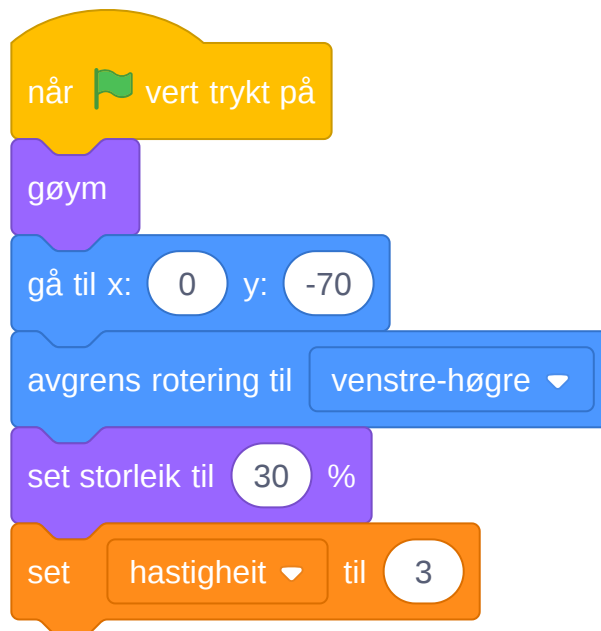 når vert trykt på
gøym
gå til x: 0 y: -70
avgrens rotering til venstre-høgre
set storleik til 30 %
set hastigheit til 3